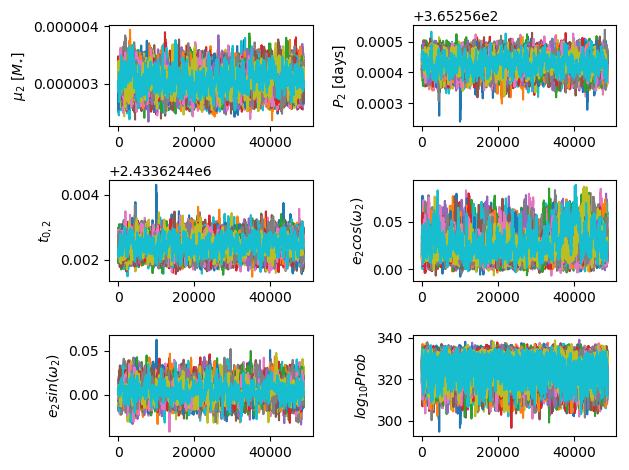 +3.65256e2
0.000004
0.000003
μ₂ [M⋆]
0 20000 40000
0.0005
0.0004
0.0003
P₂ [days]
0 20000 40000
+2.4336244e6
0.004
0.002
t₀,₂
0 20000 40000
0.05
0.00
e₂cos(ω₂)
0 20000 40000
0.05
0.00
e₂sin(ω₂)
0 20000 40000
340
320
300
log₁₀Prob
0 20000 40000